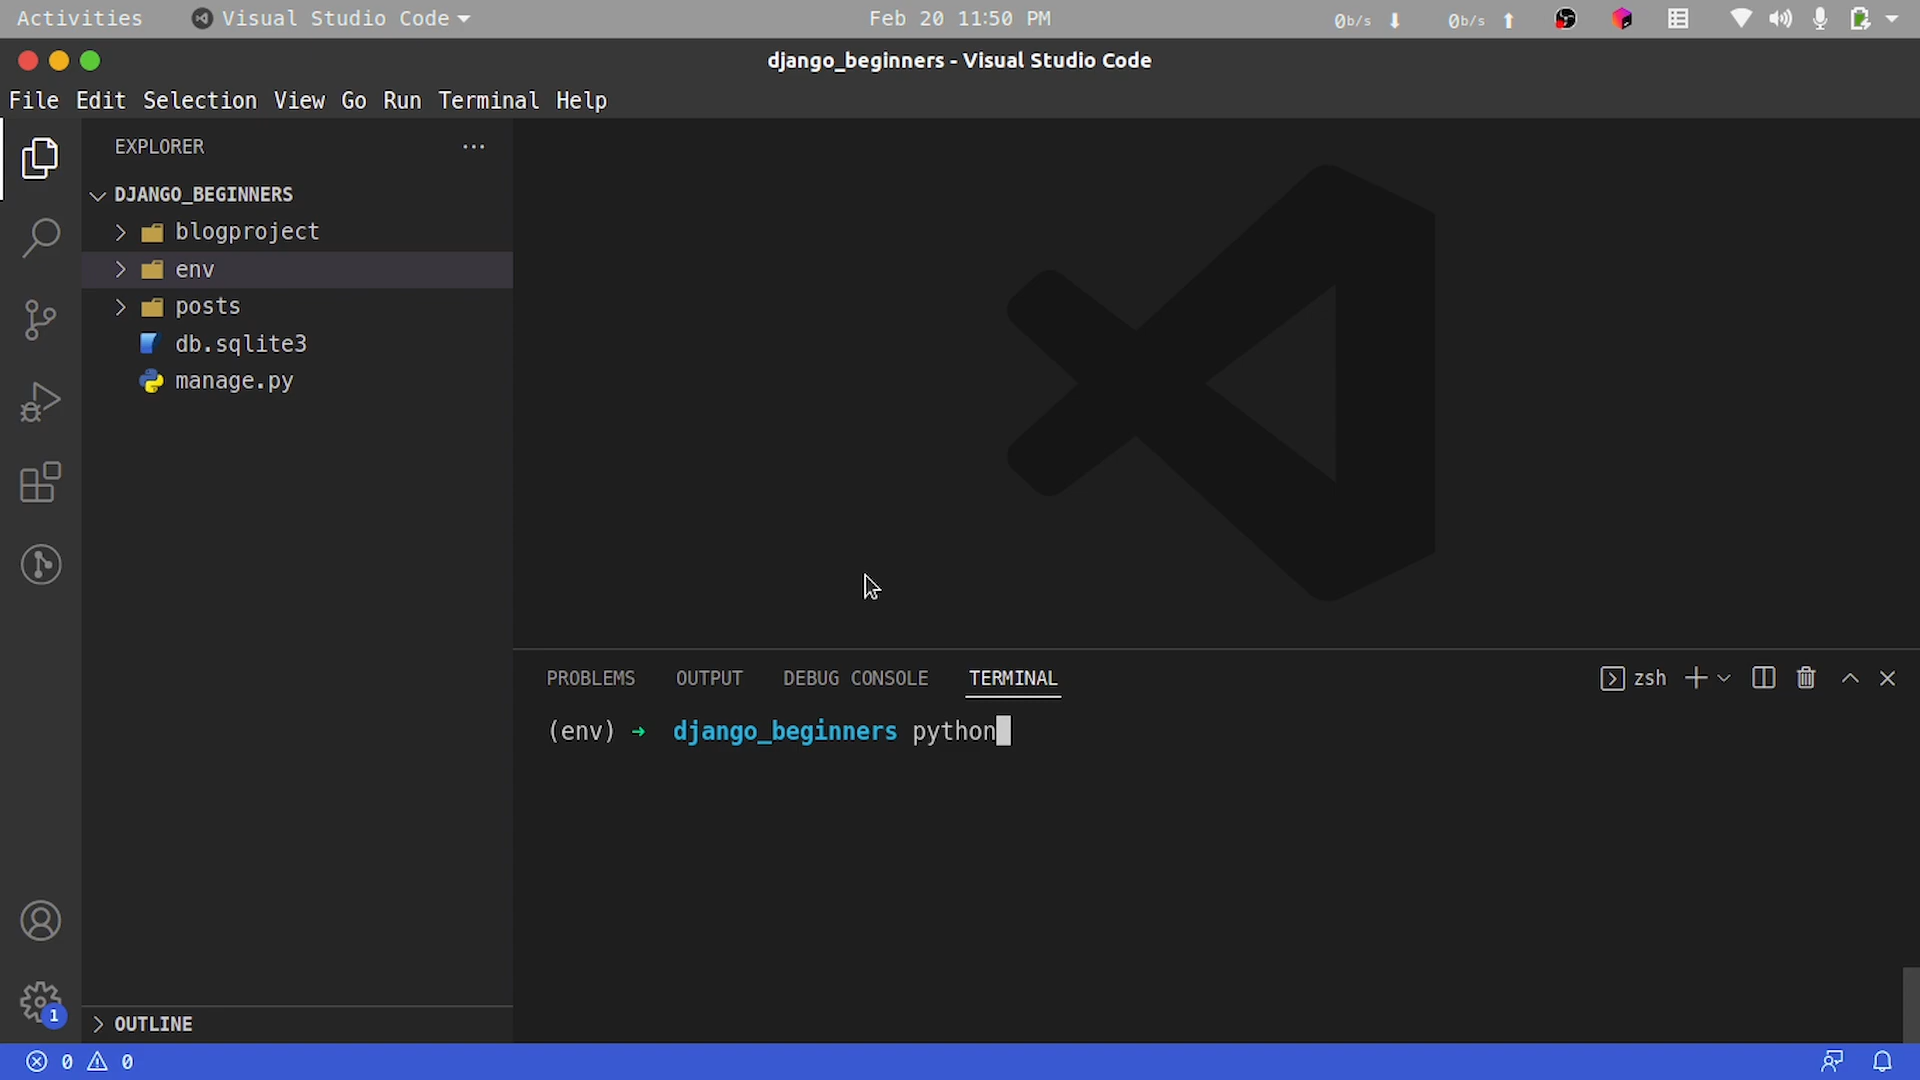 Activities Visual Studio Code Feb 20 11:50 PM 0b/s 0b/s
django_beginners - Visual Studio Code
File Edit Selection View Go Run Terminal Help
EXPLORER
DJANGO_BEGINNERS
blogproject
env
posts
db.sqlite3
manage.py
PROBLEMS OUTPUT DEBUG CONSOLE TERMINAL zsh
(env) ➜ django_beginners python
1
OUTLINE
0 0